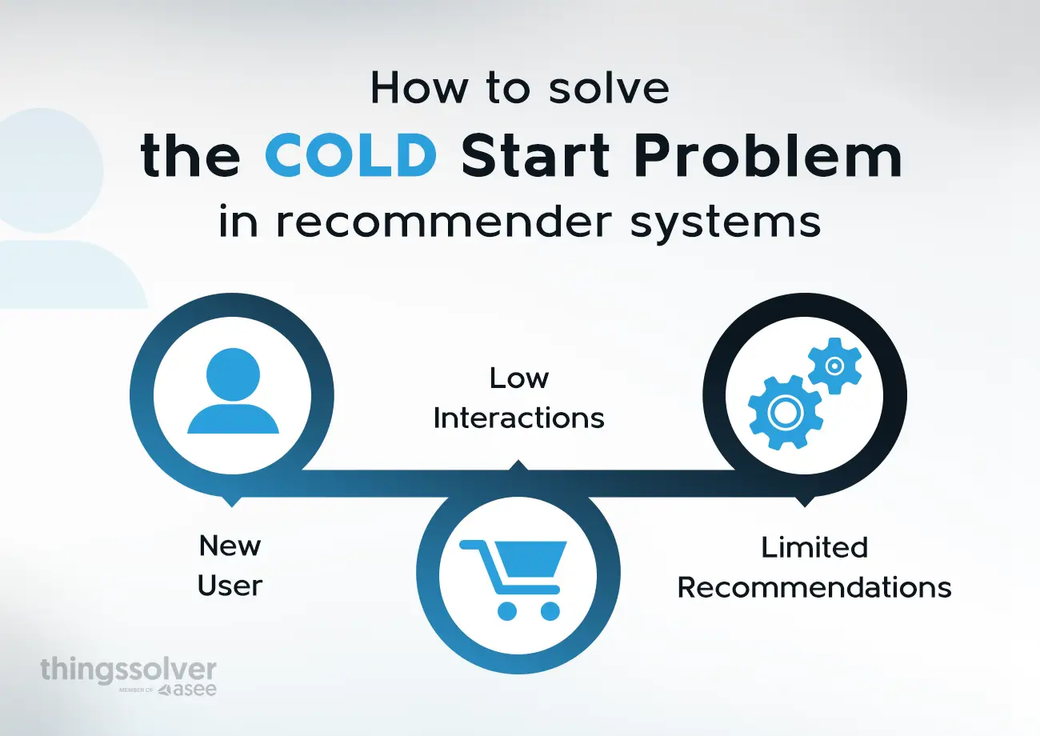 How to solve
the COLD Start Problem
in recommender systems
Low
Interactions
New
User
Limited
Recommendations
thingssolver
MEMBER OF asee